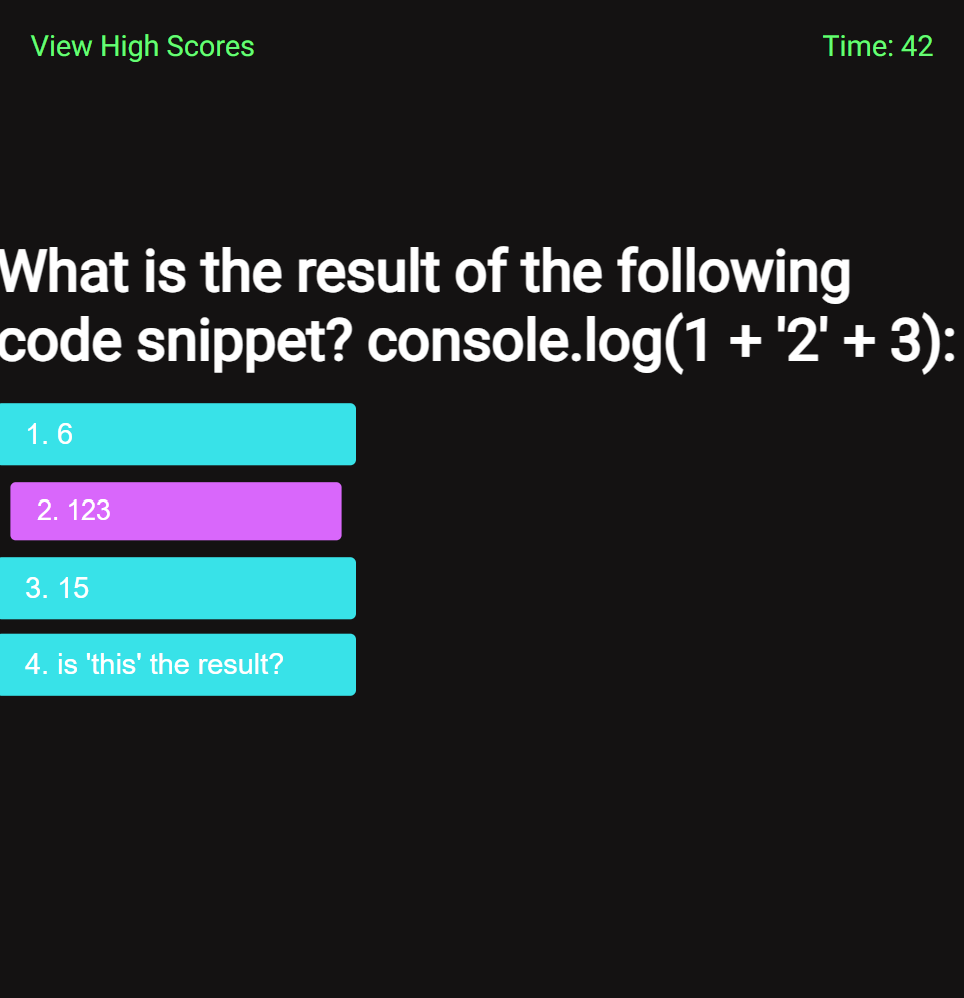 View High Scores
Time: 42
What is the result of the following
code snippet? console.log(1 + '2' + 3):
1. 6
2. 123
3. 15
4. is 'this' the result?